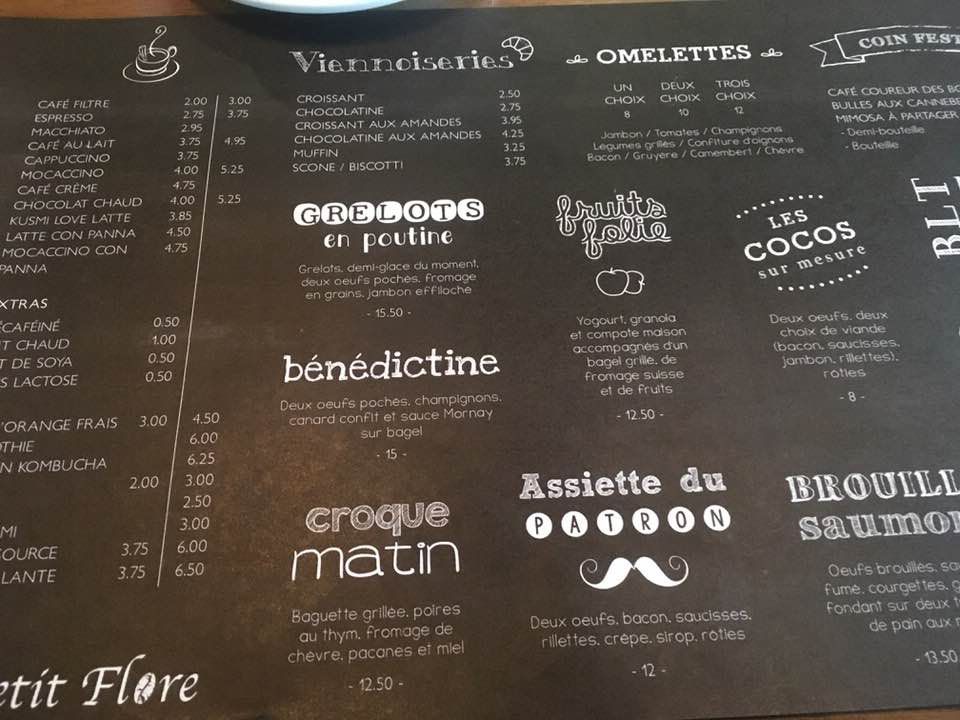 CAFÉ FILTRE 2.00 3.00
ESPRESSO 2.75 3.75
MACCHIATO 2.95
CAFÉ AU LAIT 3.75 4.95
CAPPUCCINO 3.75
MOCACCINO 4.00 5.25
CAFÉ CRÈME 4.75
CHOCOLAT CHAUD 4.00 5.25
KUSMI LOVE LATTE 3.85
LATTE CON PANNA 4.50
MOCACCINO CON 4.75
PANNA
XTRAS
ÉCAFÉINÉ 0.50
T CHAUD 1.00
T DE SOYA 0.50
S LACTOSE 0.50
'ORANGE FRAIS 3.00 4.50
OTHIE 6.00
N KOMBUCHA 6.25
2.00 3.00
2.50
MI 3.00
OURCE 3.75 6.00
LLANTE 3.75 6.50
etit Flore
Viennoiseries
CROISSANT 2.50
CHOCOLATINE 2.75
CROISSANT AUX AMANDES 3.95
CHOCOLATINE AUX AMANDES 4.25
MUFFIN 3.25
SCONE / BISCOTTI 3.75
GRELOTS
en poutine
Grelots, demi-glace du moment,
deux oeufs pochés, fromage
en grains, jambon effiloché
- 15.50 -
bénédictine
Deux oeufs pochés, champignons,
canard confit et sauce Mornay
sur bagel
- 15 -
croque
matin
Baguette grillée, poires
au thym, fromage de
chèvre, pacanes et miel
- 12.50 -
OMELETTES
UN DEUX TROIS
CHOIX CHOIX CHOIX
8 10 12
Jambon / Tomates / Champignons
Légumes grillés / Confiture d'oignons
Bacon / Gruyère / Camembert / Chèvre
fruits
folie
Yogourt, granola
et compote maison
accompagnés d'un
bagel grillé, de
fromage suisse
et de fruits
- 12.50 -
Assiette du
PATRON
Deux oeufs, bacon, saucisses,
rillettes, crêpe, sirop, rôties
- 12 -
COIN FEST
CAFÉ COUREUR DES BO
BULLES AUX CANNEBE
MIMOSA À PARTAGER
- Demi-bouteille
- Bouteille
LES
COCOS
sur mesure
Deux oeufs, deux
choix de viande
(bacon, saucisses,
jambon, rillettes),
rôties
- 8 -
BLT
BROUILL
saumo
Oeufs brouillés, sa
fumé, courgettes, g
fondant sur deux t
de pain aux n
- 13.50